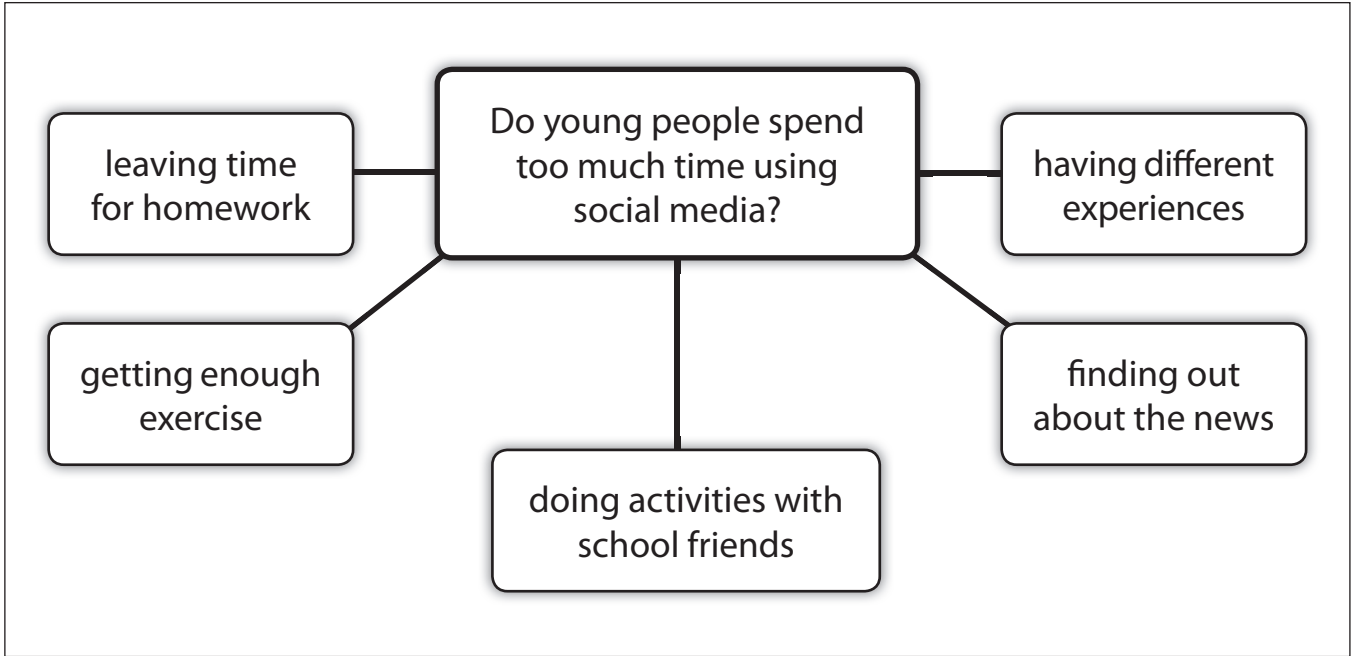 Do young people spend
too much time using
social media?
leaving time
for homework
having different
experiences
getting enough
exercise
finding out
about the news
doing activities with
school friends